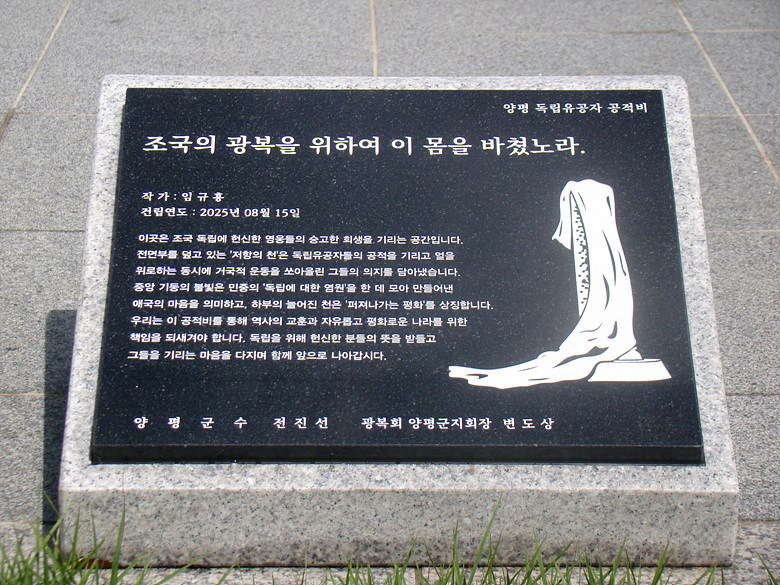 양평 독립유공자 공적비
조국의 광복을 위하여 이 몸을 바쳤노라.
작 가 : 임 규 흥
건립연도 : 2025년 08월 15일
이곳은 조국 독립에 헌신한 영웅들의 숭고한 희생을 기리는 공간입니다.
전면부를 덮고 있는 '저항의 천'은 독립유공자들의 공적을 기리고 얼을
위로하는 동시에 거국적 운동을 쏘아올린 그들의 의지를 담아냈습니다.
중앙 기둥의 불빛은 민중의 '독립에 대한 염원'을 한 데 모아 만들어낸
애국의 마음을 의미하고, 하부의 늘어진 천은 '퍼져나가는 평화'를 상징합니다.
우리는 이 공적비를 통해 역사의 교훈과 자유롭고 평화로운 나라를 위한
책임을 되새겨야 합니다. 독립을 위해 헌신한 분들의 뜻을 받들고
그들을 기리는 마음을 다지며 함께 앞으로 나아갑시다.
양 평 군 수 전진선 광복회 양평군지회장 변도상